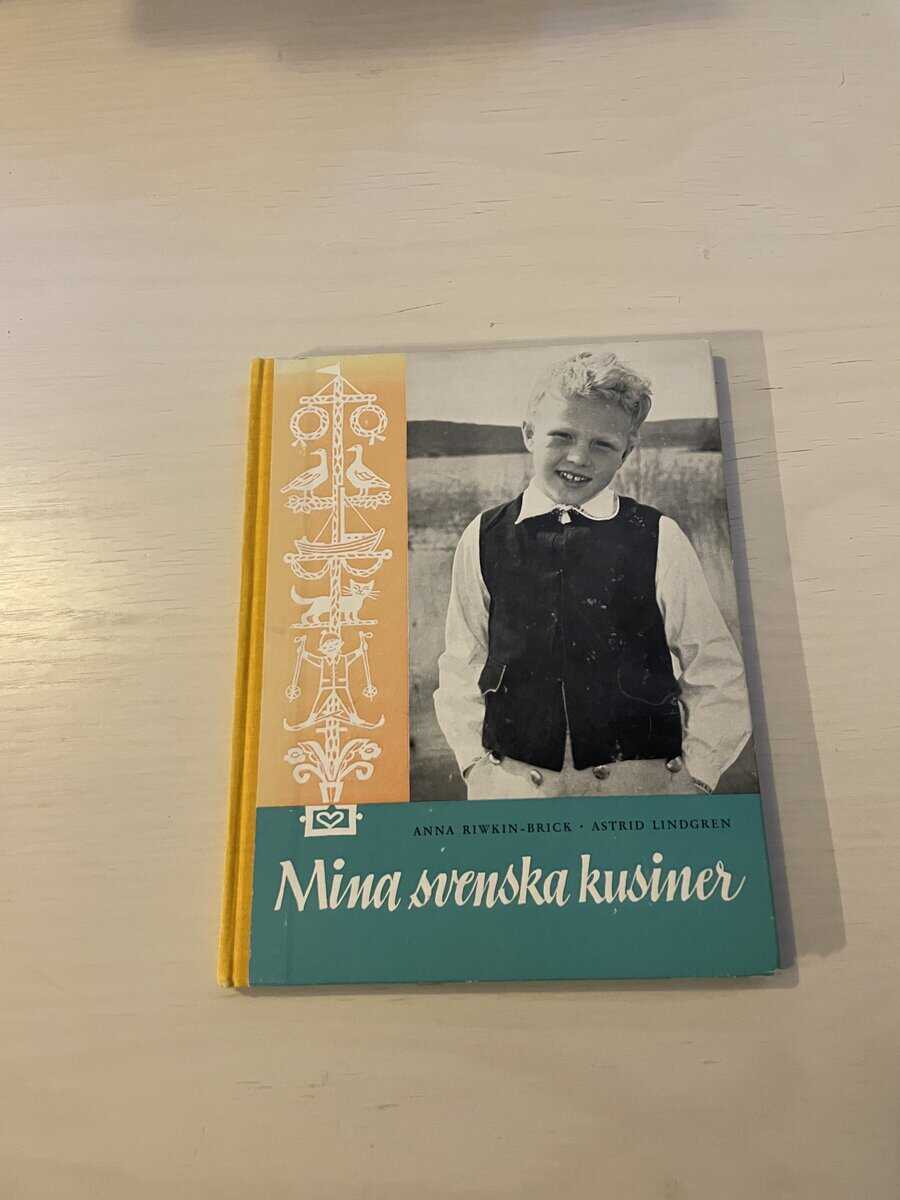 ANNA RIWKIN-BRICK · ASTRID LINDGREN
Mina svenska kusiner